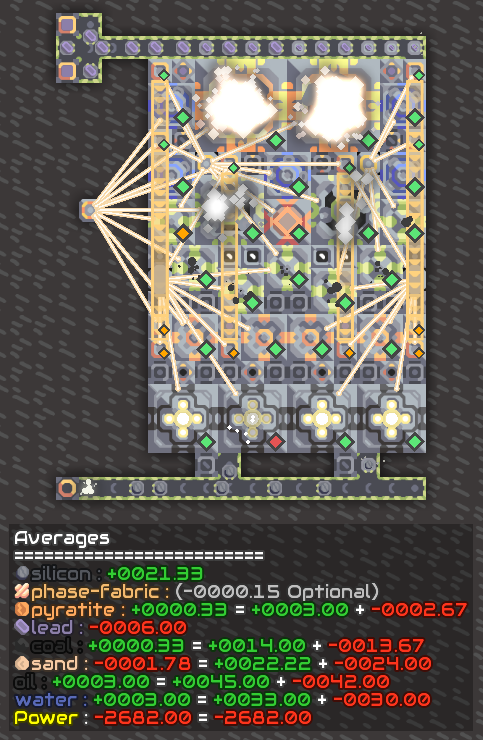 Averages
=========================
silicon : +0021.33
phase-fabric : (-0000.15 Optional)
pyratite : +0000.33 = +0003.00 + -0002.67
lead : -0006.00
coal : +0000.33 = +0014.00 + -0013.67
sand : -0001.78 = +0022.22 + -0024.00
oil : +0003.00 = +0045.00 + -0042.00
water : +0003.00 = +0033.00 + -0030.00
Power : -2682.00 = -2682.00